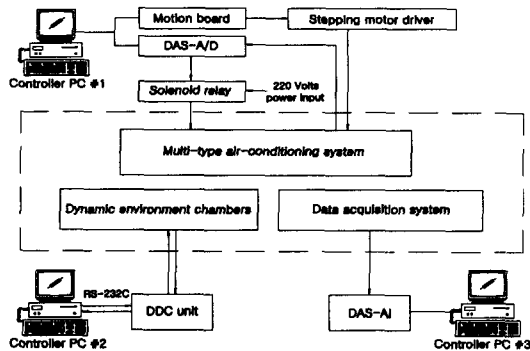 Motion board
Stepping motor driver
DAS-A/D
Controller PC #1
Solenoid relay
220 Volts
power input
Multi-type air-conditioning system
Dynamic environment chambers
Data acquisition system
RS-232C
DDC unit
DAS-AI
Controller PC #2
Controller PC #3